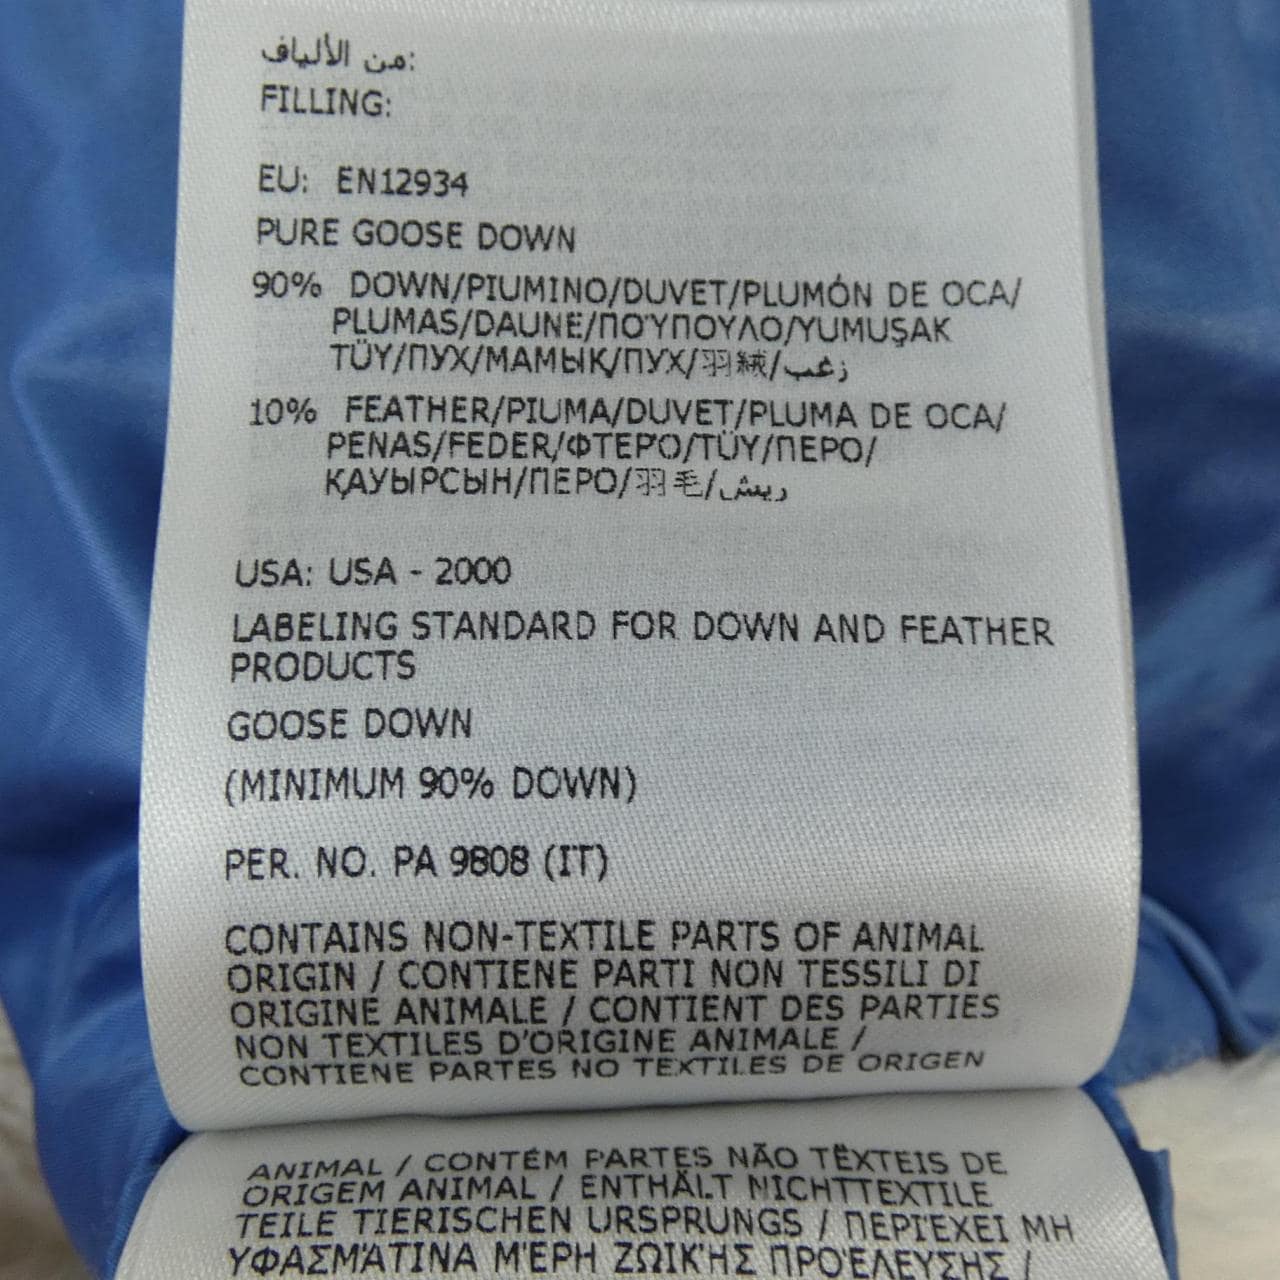 من الألياف:
FILLING:
EU: EN12934
PURE GOOSE DOWN
90% DOWN/PIUMINO/DUVET/PLUMÓN DE OCA/
PLUMAS/DAUNE/ΠΟΎΠΟΥΛΟ/YUMUŞAK
TÜY/ПУХ/МАМЫҚ/ПУХ/羽絨/زغب
10% FEATHER/PIUMA/DUVET/PLUMA DE OCA/
PENAS/FEDER/ΦΤΕΡΌ/TÜY/ПЕРО/
ҚАУЫРСЫН/ПЕРО/羽毛/ريش
USA: USA - 2000
LABELING STANDARD FOR DOWN AND FEATHER
PRODUCTS
GOOSE DOWN
(MINIMUM 90% DOWN)
PER. NO. PA 9808 (IT)
CONTAINS NON-TEXTILE PARTS OF ANIMAL
ORIGIN / CONTIENE PARTI NON TESSILI DI
ORIGINE ANIMALE / CONTIENT DES PARTIES
NON TEXTILES D'ORIGINE ANIMALE /
CONTIENE PARTES NO TEXTILES DE ORIGEN
ANIMAL / CONTÉM PARTES NÃO TÊXTEIS DE
ORIGEM ANIMAL / ENTHÄLT NICHTTEXTILE
TEILE TIERISCHEN URSPRUNGS / ΠΕΡΙΈΧΕΙ ΜΗ
ΥΦΑΣΜΆΤΙΝΑ ΜΈΡΗ ΖΩΙΚΉΣ ΠΡΟΈΛΕΥΣΗΣ /